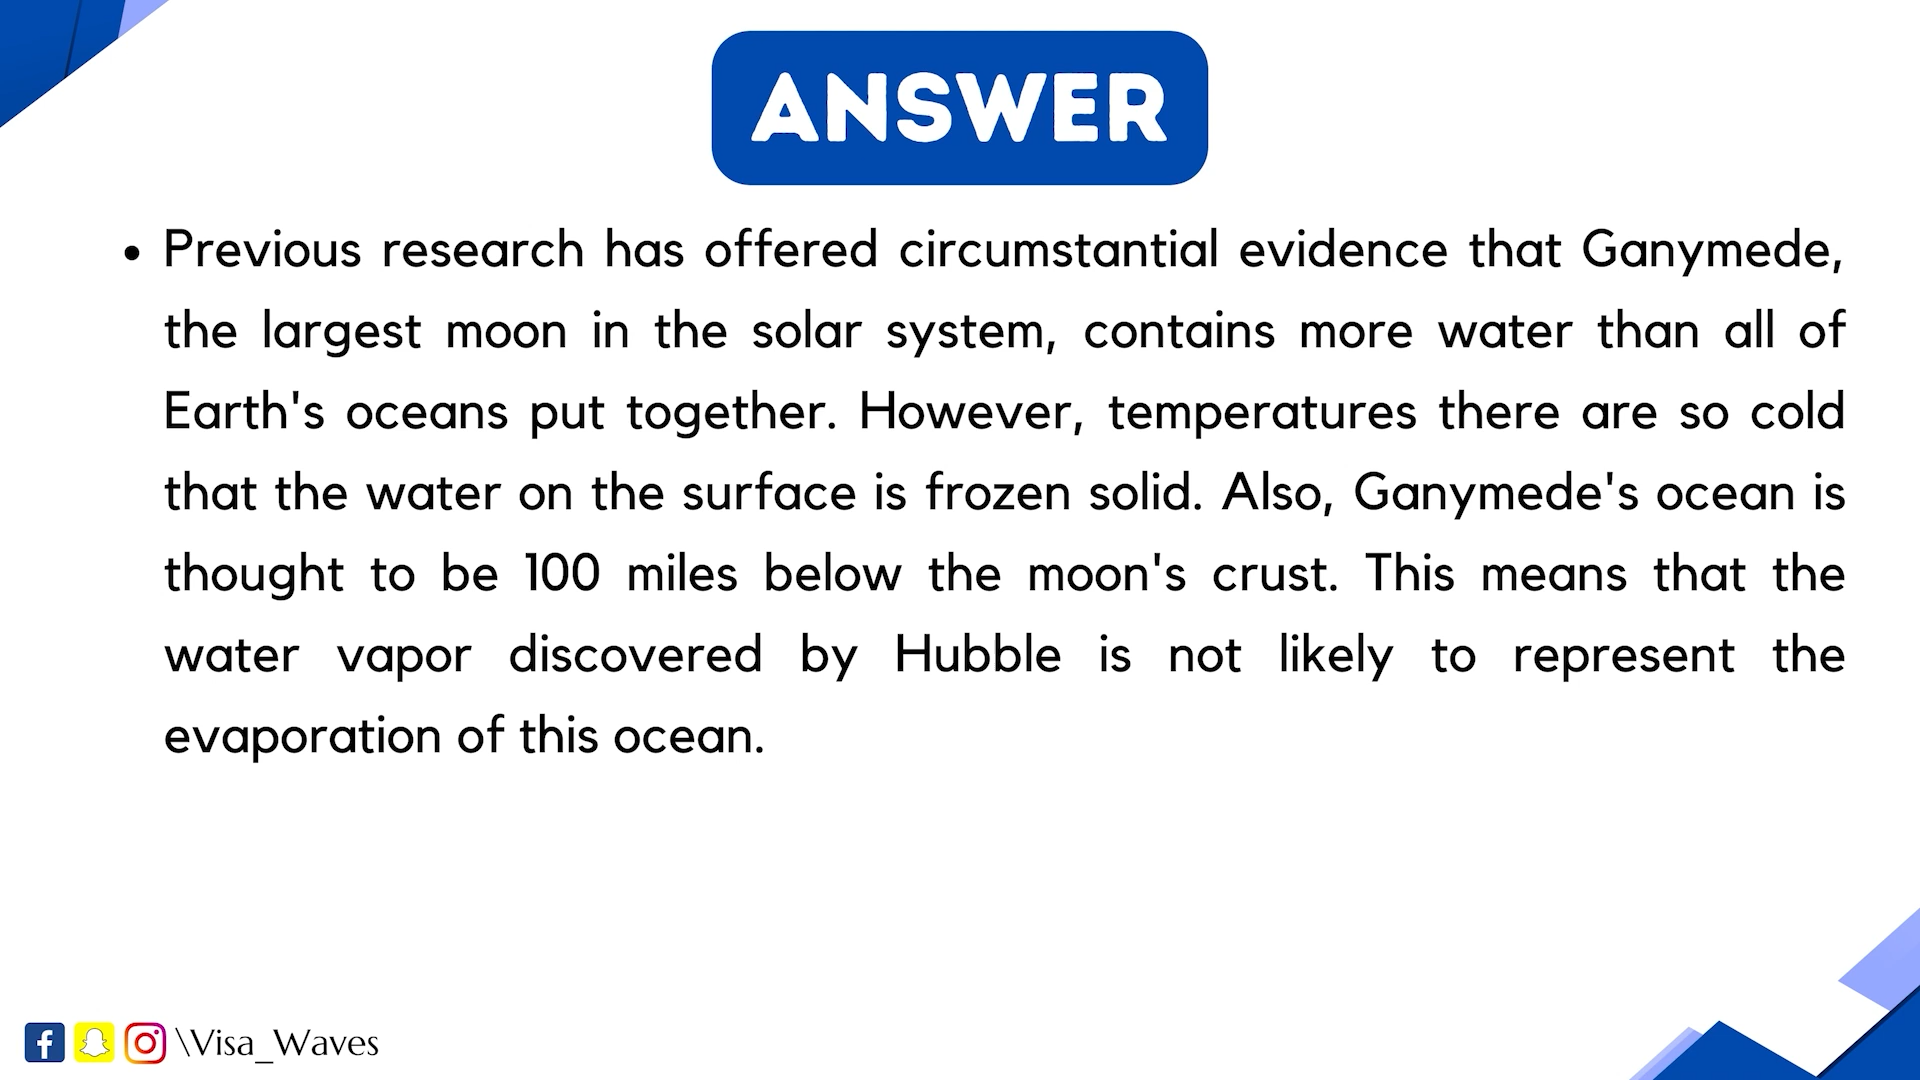 ANSWER
• Previous research has offered circumstantial evidence that Ganymede,
the largest moon in the solar system, contains more water than all of
Earth's oceans put together. However, temperatures there are so cold
that the water on the surface is frozen solid. Also, Ganymede's ocean is
thought to be 100 miles below the moon's crust. This means that the
water vapor discovered by Hubble is not likely to represent the
evaporation of this ocean.
\Visa_Waves